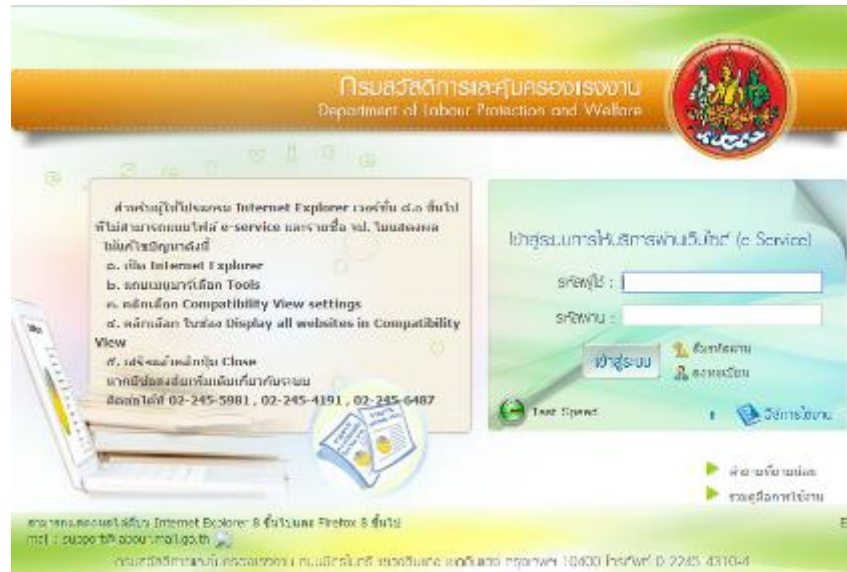 กรมสวัสดิการและคุ้มครองแรงงาน
Department of Labour Protection and Welfare
สำหรับผู้ใช้โปรแกรม Internet Explorer เวอร์ชั่น ๘.๐ ขึ้นไป
ที่ไม่สามารถแนบไฟล์ e-service และรายชื่อ จป. ไม่แสดงผล
ให้แก้ไขปัญหาดังนี้
๑. เปิด Internet Explorer
๒. แถบเมนูบาร์เลือก Tools
๓. คลิกเลือก Compatibility View settings
๔. คลิกเลือก ในช่อง Display all websites in Compatibility
View
๕. เสร็จแล้วคลิกปุ่ม Close
หากมีข้อสงสัยเพิ่มเติมเกี่ยวกับระบบ
ติดต่อได้ที่ 02-245-5981 , 02-245-4191 , 02-245-6487
เข้าสู่ระบบการให้บริการผ่านเว็บไซต์ (e-Service)
รหัสผู้ใช้ :
รหัสผ่าน :
เข้าสู่ระบบ
ลืมรหัสผ่าน
ลงทะเบียน
Test Speed
วิธีการใช้งาน
คำถามที่ถามบ่อย
รวมคู่มือการใช้งาน
สามารถแสดงผลได้ดีบน Internet Explorer 8 ขึ้นไปและ Firefox 8 ขึ้นไป
mail : support@labour.mail.go.th
กรมสวัสดิการและคุ้มครองแรงงาน ถนนมิตรไมตรี แขวงดินแดง เขตดินแดง กรุงเทพฯ 10400 โทรศัพท์ 0-2245-4310-4